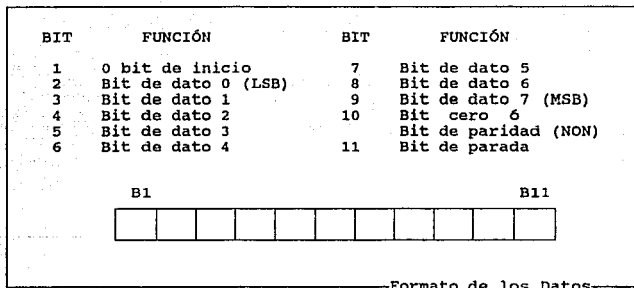 BIT FUNCIÓN BIT FUNCIÓN
1 0 bit de inicio 7 Bit de dato 5
2 Bit de dato 0 (LSB) 8 Bit de dato 6
3 Bit de dato 1 9 Bit de dato 7 (MSB)
4 Bit de dato 2 10 Bit cero 6
5 Bit de dato 3 Bit de paridad (NON)
6 Bit de dato 4 11 Bit de parada
B1 B11
Formato de los Datos